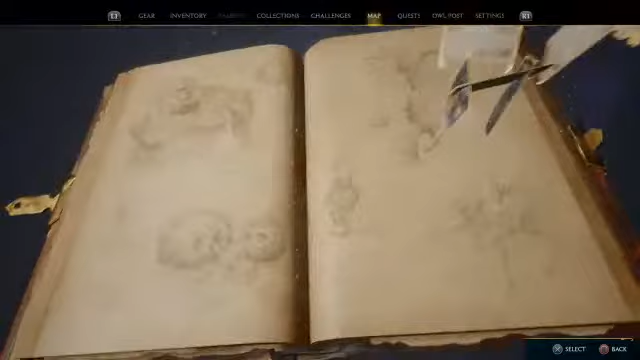 L1 GEAR INVENTORY TALENTS COLLECTIONS CHALLENGES MAP QUESTS OWL POST SETTINGS R1
SELECT BACK